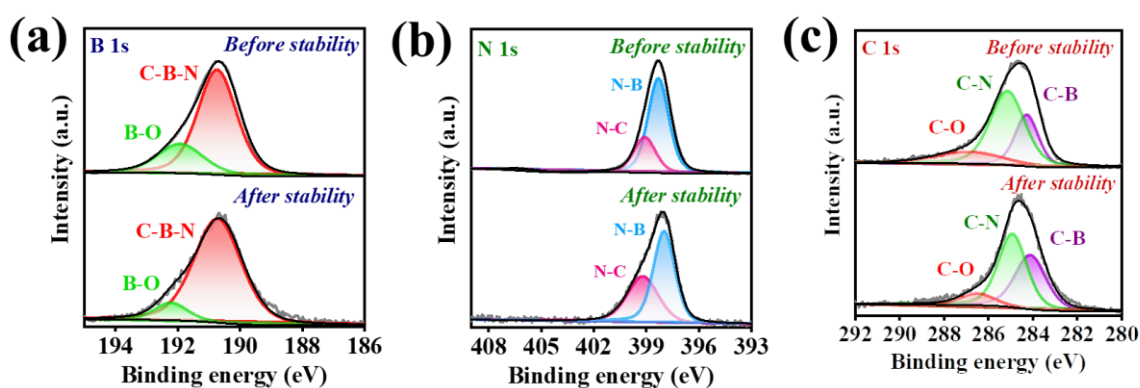 (a)
B 1s
Before stability
C-B-N
B-O
After stability
C-B-N
B-O
Intensity (a.u.)
194 192 190 188 186
Binding energy (eV)
(b)
N 1s
Before stability
N-B
N-C
After stability
N-B
N-C
Intensity (a.u.)
408 405 402 399 396 393
Binding energy (eV)
(c)
C 1s
Before stability
C-N
C-B
C-O
After stability
C-N
C-B
C-O
Intensity (a.u.)
292 290 288 286 284 282 280
Binding energy (eV)